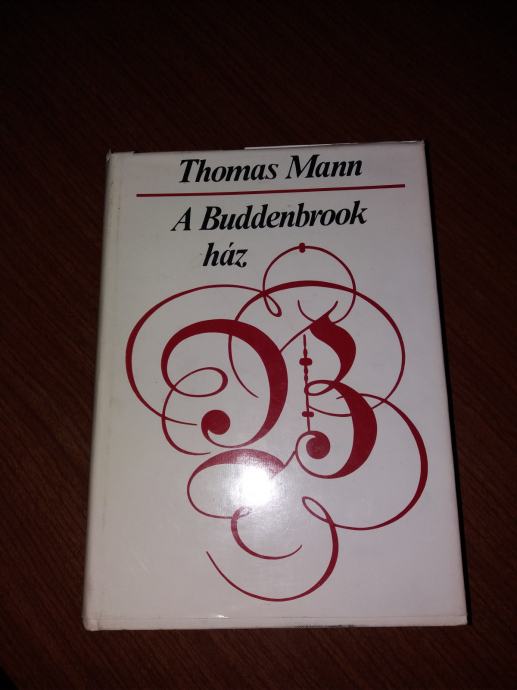 Thomas Mann
A Buddenbrook
ház
B